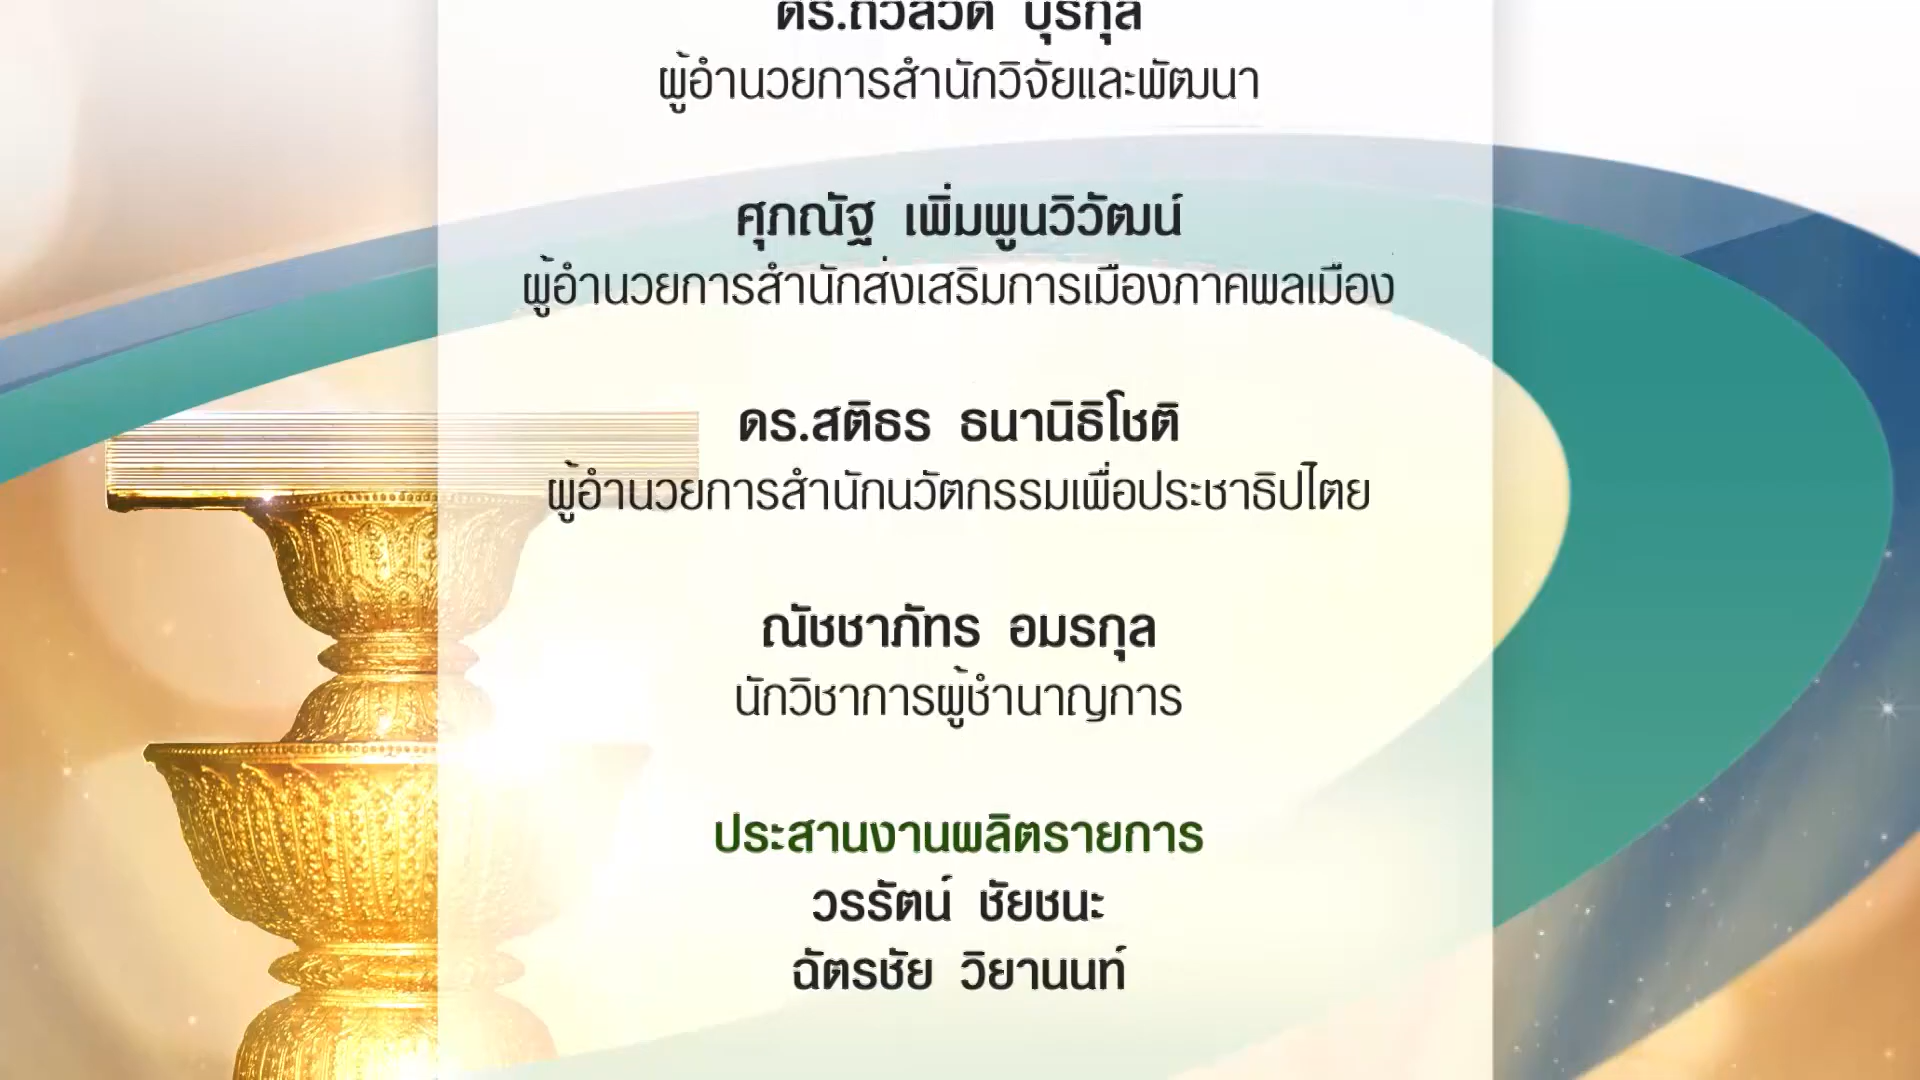 ผู้อำนวยการสำนักวิจัยและพัฒนา
ศุภณัฐ เพิ่มพูนวิวัฒน์
ผู้อำนวยการสำนักส่งเสริมการเมืองภาคพลเมือง
ดร.สติธร ธนานิธิโชติ
ผู้อำนวยการสำนักนวัตกรรมเพื่อประชาธิปไตย
ณัชชาภัทร อมรกุล
นักวิชาการผู้ชำนาญการ
ประสานงานผลิตรายการ
วรรัตน์ ชัยชนะ
ฉัตรชัย วิยานนท์